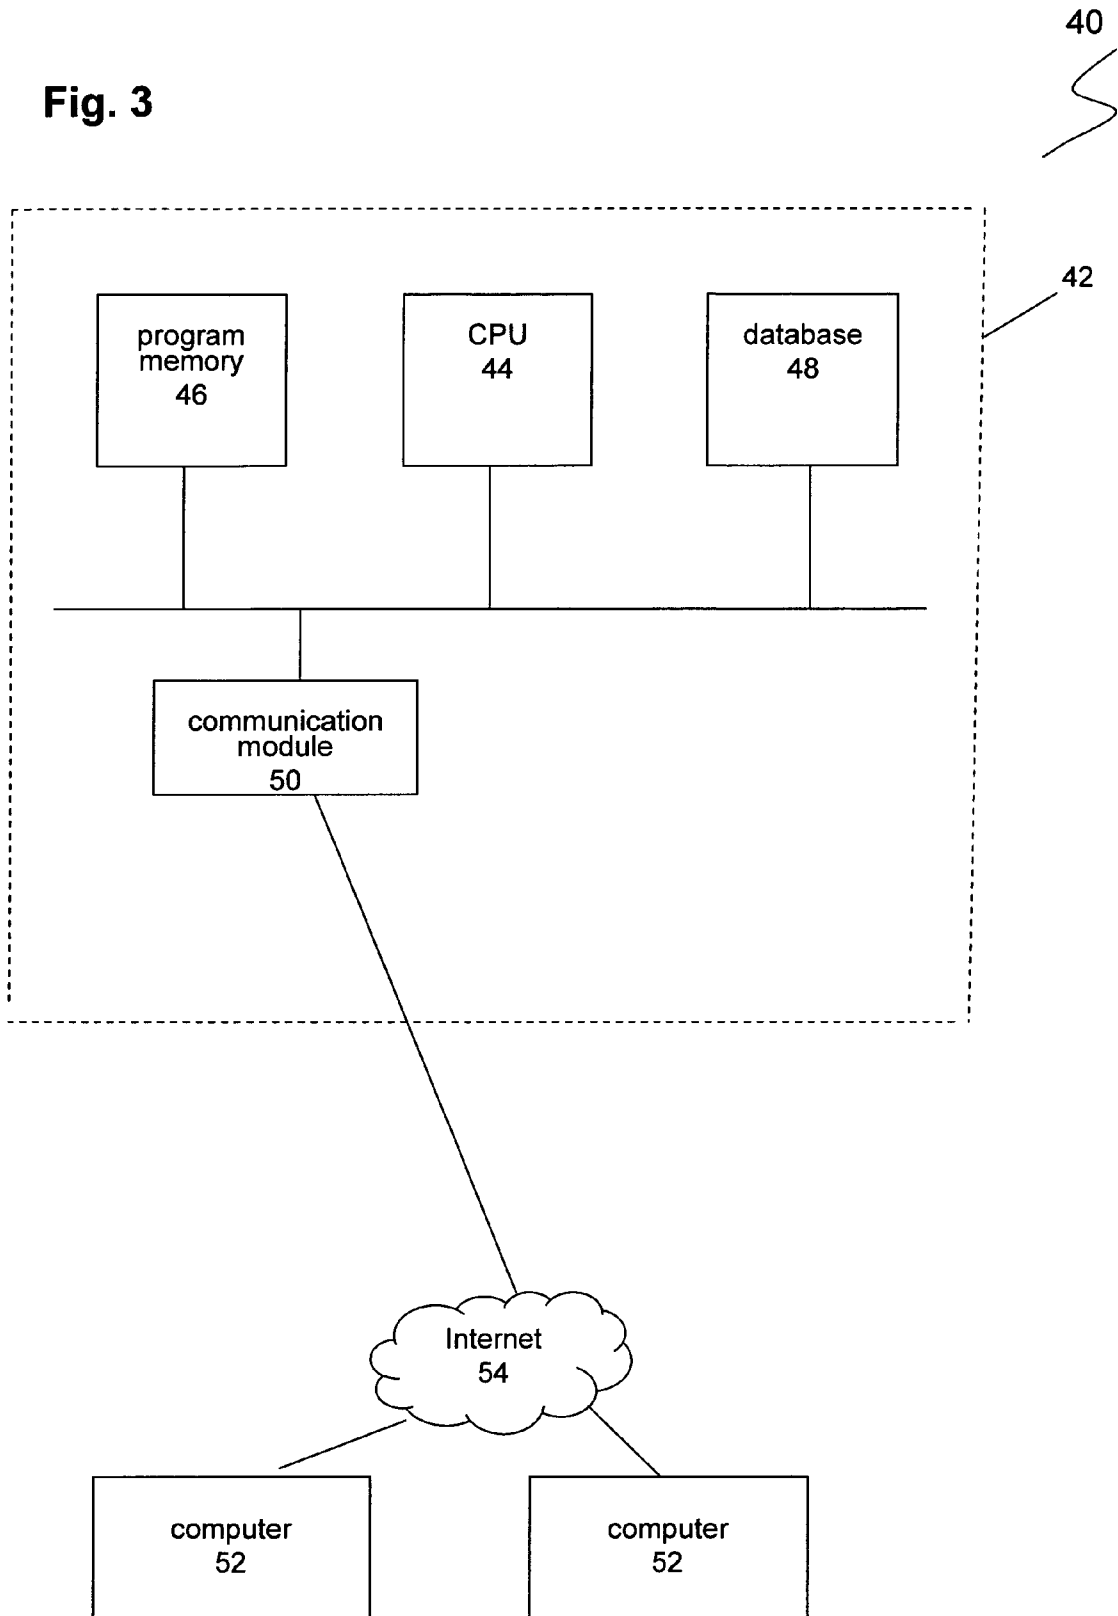 40
Fig. 3
42
program
memory
46
CPU
44
database
48
communication
module
50
Internet
54
computer
52
computer
52